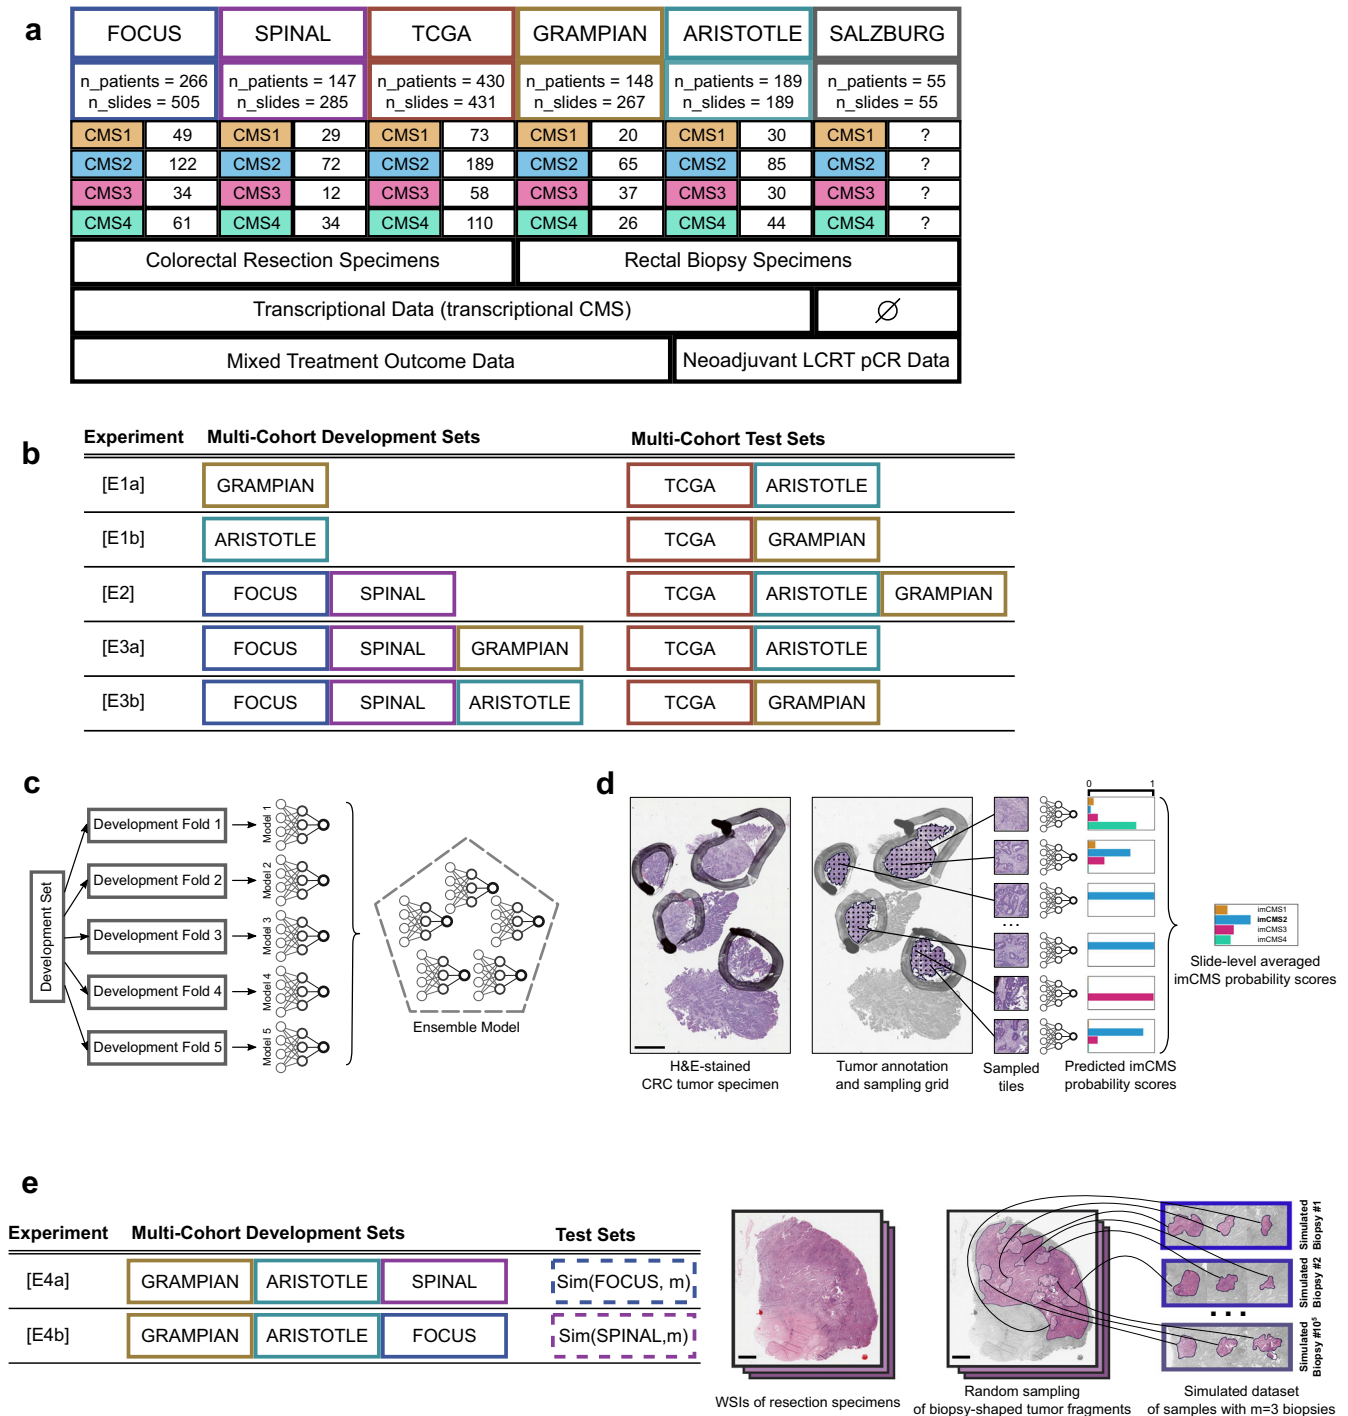 a
FOCUS SPINAL TCGA GRAMPIAN ARISTOTLE SALZBURG
n_patients = 266 n_patients = 147 n_patients = 430 n_patients = 148 n_patients = 189 n_patients = 55
n_slides = 505 n_slides = 285 n_slides = 431 n_slides = 267 n_slides = 189 n_slides = 55
CMS1 49 CMS1 29 CMS1 73 CMS1 20 CMS1 30 CMS1 ?
CMS2 122 CMS2 72 CMS2 189 CMS2 65 CMS2 85 CMS2 ?
CMS3 34 CMS3 12 CMS3 58 CMS3 37 CMS3 30 CMS3 ?
CMS4 61 CMS4 34 CMS4 110 CMS4 26 CMS4 44 CMS4 ?
Colorectal Resection Specimens Rectal Biopsy Specimens
Transcriptional Data (transcriptional CMS) ∅
Mixed Treatment Outcome Data Neoadjuvant LCRT pCR Data
b
Experiment Multi-Cohort Development Sets Multi-Cohort Test Sets
[E1a] GRAMPIAN TCGA ARISTOTLE
[E1b] ARISTOTLE TCGA GRAMPIAN
[E2] FOCUS SPINAL TCGA ARISTOTLE GRAMPIAN
[E3a] FOCUS SPINAL GRAMPIAN TCGA ARISTOTLE
[E3b] FOCUS SPINAL ARISTOTLE TCGA GRAMPIAN
c
Development Set
Development Fold 1 Model 1
Development Fold 2 Model 2
Development Fold 3 Model 3
Development Fold 4 Model 4
Development Fold 5 Model 5
Ensemble Model
d
0 1
...
imCMS1
imCMS2
imCMS3
imCMS4
Slide-level averaged
imCMS probability scores
H&E-stained
CRC tumor specimen
Tumor annotation
and sampling grid
Sampled
tiles
Predicted imCMS
probability scores
e
Experiment Multi-Cohort Development Sets Test Sets
[E4a] GRAMPIAN ARISTOTLE SPINAL Sim(FOCUS, m)
[E4b] GRAMPIAN ARISTOTLE FOCUS Sim(SPINAL,m)
WSIs of resection specimens
Random sampling
of biopsy-shaped tumor fragments
Simulated
Biopsy #1
Simulated
Biopsy #2
...
Simulated
Biopsy #10⁵
Simulated dataset
of samples with m=3 biopsies